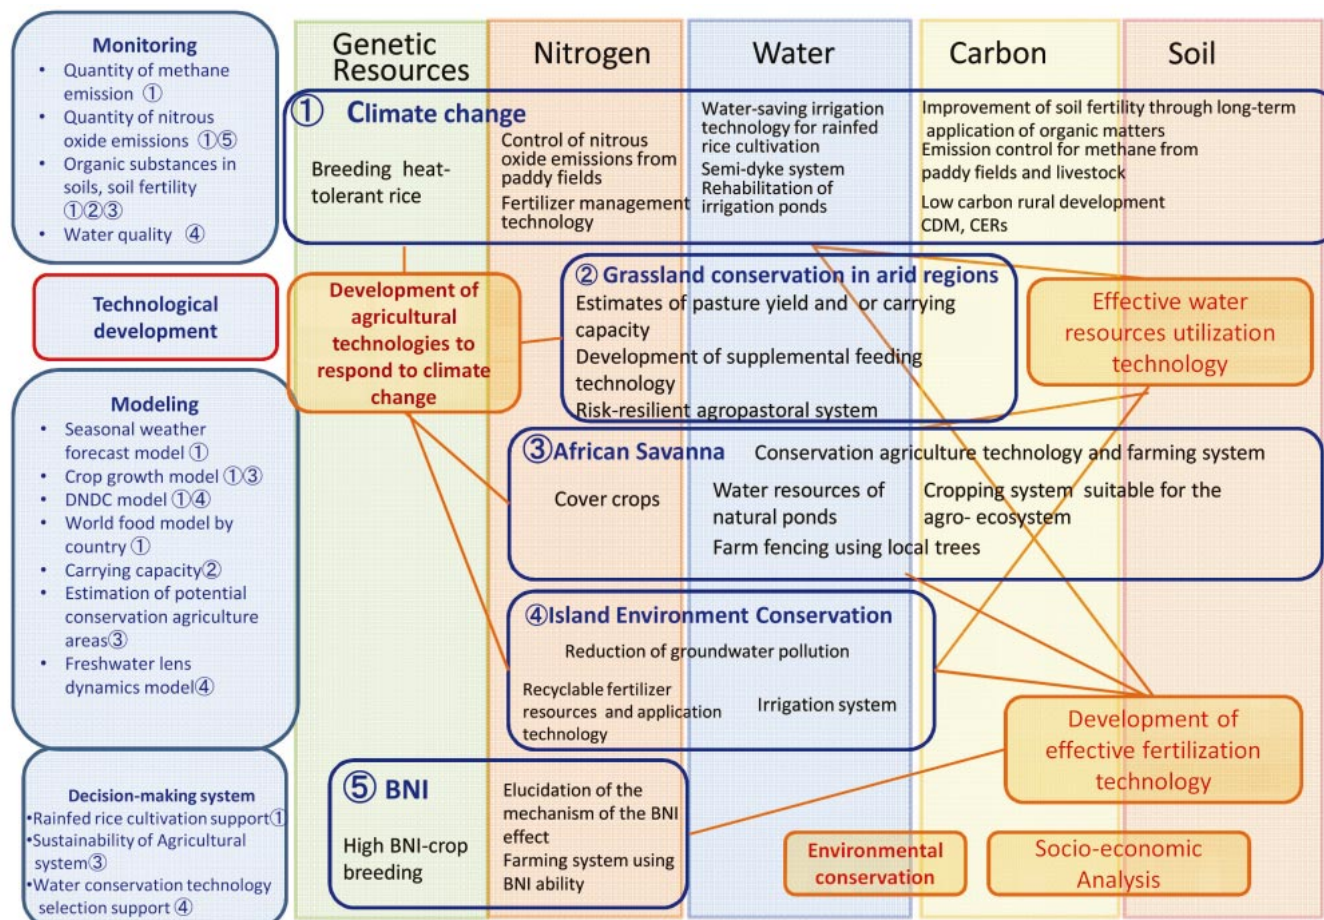 Monitoring
• Quantity of methane
emission ①
• Quantity of nitrous
oxide emissions ①⑤
• Organic substances in
soils, soil fertility
①②③
• Water quality ④
Technological
development
Modeling
• Seasonal weather
forecast model ①
• Crop growth model ①③
• DNDC model ①④
• World food model by
country ①
• Carrying capacity②
• Estimation of potential
conservation agriculture
areas③
• Freshwater lens
dynamics model④
Decision-making system
•Rainfed rice cultivation support①
•Sustainability of Agricultural
system③
•Water conservation technology
selection support ④
Genetic
Resources
Nitrogen
Water
Carbon
Soil
① Climate change
Breeding heat-
tolerant rice
Control of nitrous
oxide emissions from
paddy fields
Fertilizer management
technology
Water-saving irrigation
technology for rainfed
rice cultivation
Semi-dyke system
Rehabilitation of
irrigation ponds
Improvement of soil fertility through long-term
application of organic matters
Emission control for methane from
paddy fields and livestock
Low carbon rural development
CDM, CERs
Development of
agricultural
technologies to
respond to climate
change
② Grassland conservation in arid regions
Estimates of pasture yield and or carrying
capacity
Development of supplemental feeding
technology
Risk-resilient agropastoral system
Effective water
resources utilization
technology
③African Savanna
Conservation agriculture technology and farming system
Cover crops
Water resources of
natural ponds
Farm fencing using local trees
Cropping system suitable for the
agro- ecosystem
④Island Environment Conservation
Reduction of groundwater pollution
Recyclable fertilizer
resources and application
technology
Irrigation system
Development of
effective fertilization
technology
⑤ BNI
High BNI-crop
breeding
Elucidation of the
mechanism of the BNI
effect
Farming system using
BNI ability
Environmental
conservation
Socio-economic
Analysis